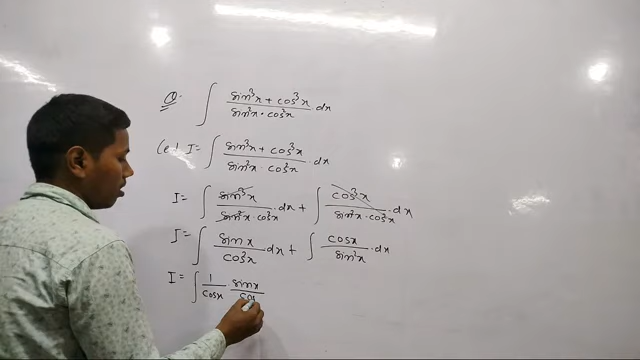 Q. ∫ (sin³x + cos³x)/(sin²x · cos²x) · dx
Let I = ∫ (sin³x + cos³x)/(sin²x · cos²x) · dx
I = ∫ sin³x/(sin²x · cos²x) · dx + ∫ cos³x/(sin²x · cos²x) · dx
I = ∫ sinx/cos²x · dx + ∫ cosx/sin²x · dx
I = ∫ 1/cosx sinx/cos